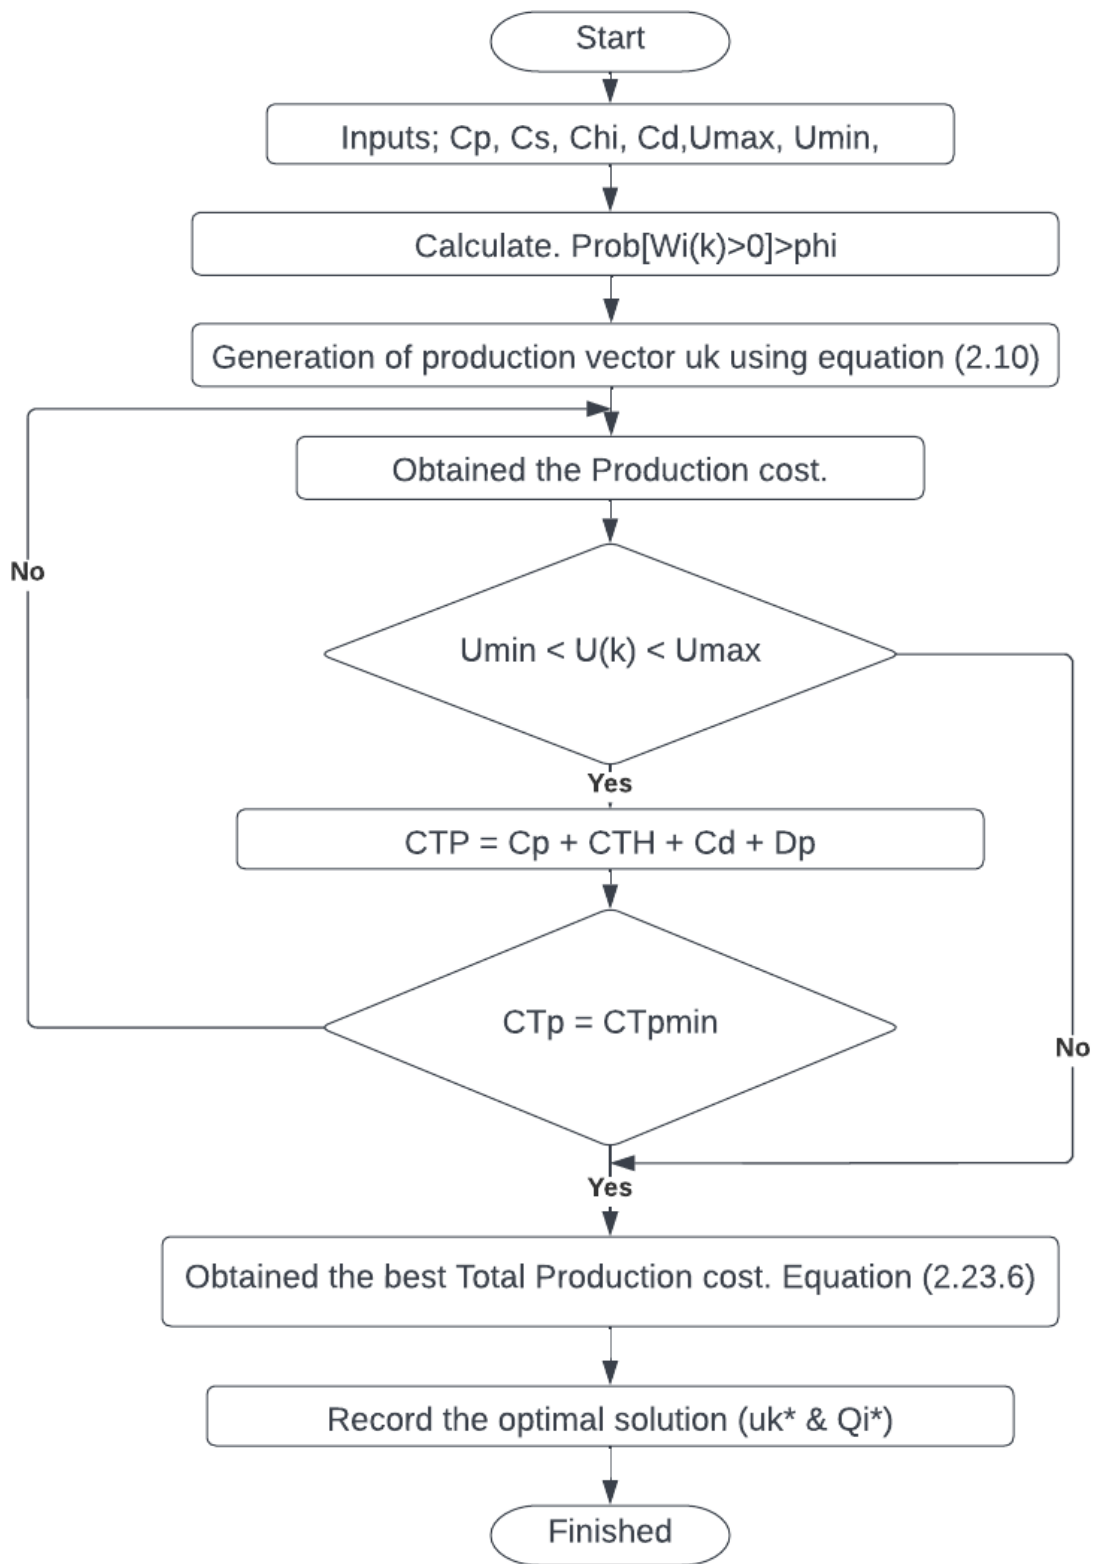 Start
Inputs; Cp, Cs, Chi, Cd,Umax, Umin,
Calculate. Prob[Wi(k)>0]>phi
Generation of production vector uk using equation (2.10)
Obtained the Production cost.
No
Umin < U(k) < Umax
Yes
CTP = Cp + CTH + Cd + Dp
CTp = CTpmin
No
Yes
Obtained the best Total Production cost. Equation (2.23.6)
Record the optimal solution (uk* & Qi*)
Finished